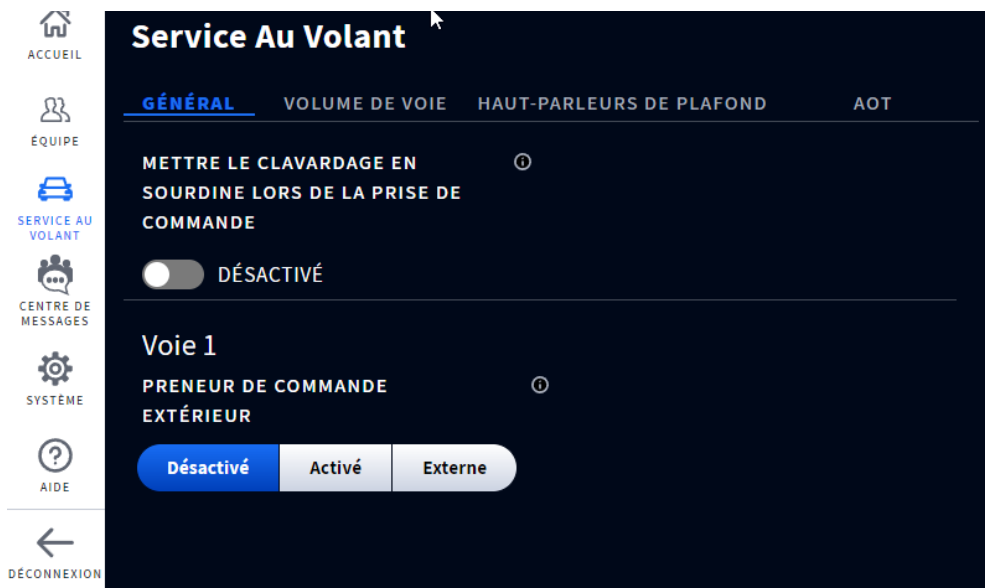 ACCUEIL
ÉQUIPE
SERVICE AU
VOLANT
CENTRE DE
MESSAGES
SYSTÈME
AIDE
DÉCONNEXION
Service Au Volant
GÉNÉRAL VOLUME DE VOIE HAUT-PARLEURS DE PLAFOND AOT
METTRE LE CLAVARDAGE EN
SOURDINE LORS DE LA PRISE DE
COMMANDE
DÉSACTIVÉ
Voie 1
PRENEUR DE COMMANDE
EXTÉRIEUR
Désactivé Activé Externe